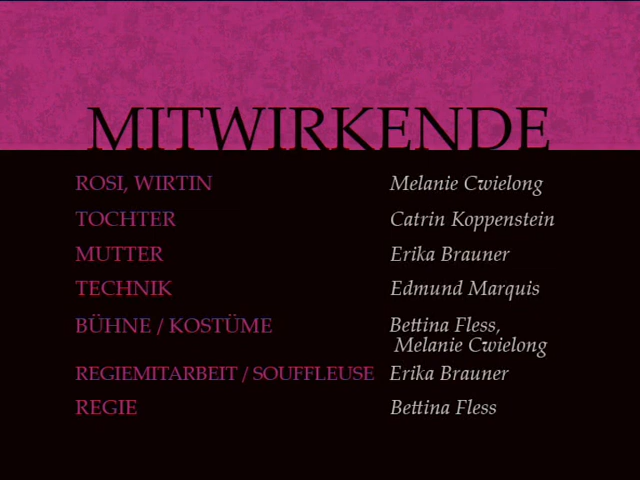 MITWIRKENDE
ROSI, WIRTIN Melanie Cwielong
TOCHTER Catrin Koppenstein
MUTTER Erika Brauner
TECHNIK Edmund Marquis
BÜHNE / KOSTÜME Bettina Fless,
Melanie Cwielong
REGIEMITARBEIT / SOUFFLEUSE Erika Brauner
REGIE Bettina Fless